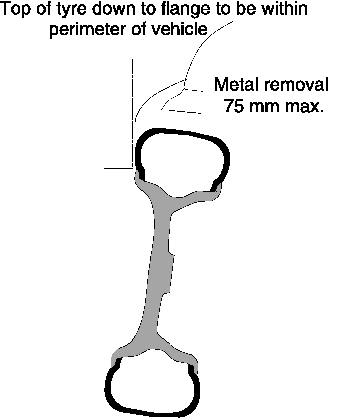 Top of tyre down to flange to be within
perimeter of vehicle
Metal removal
75 mm max.